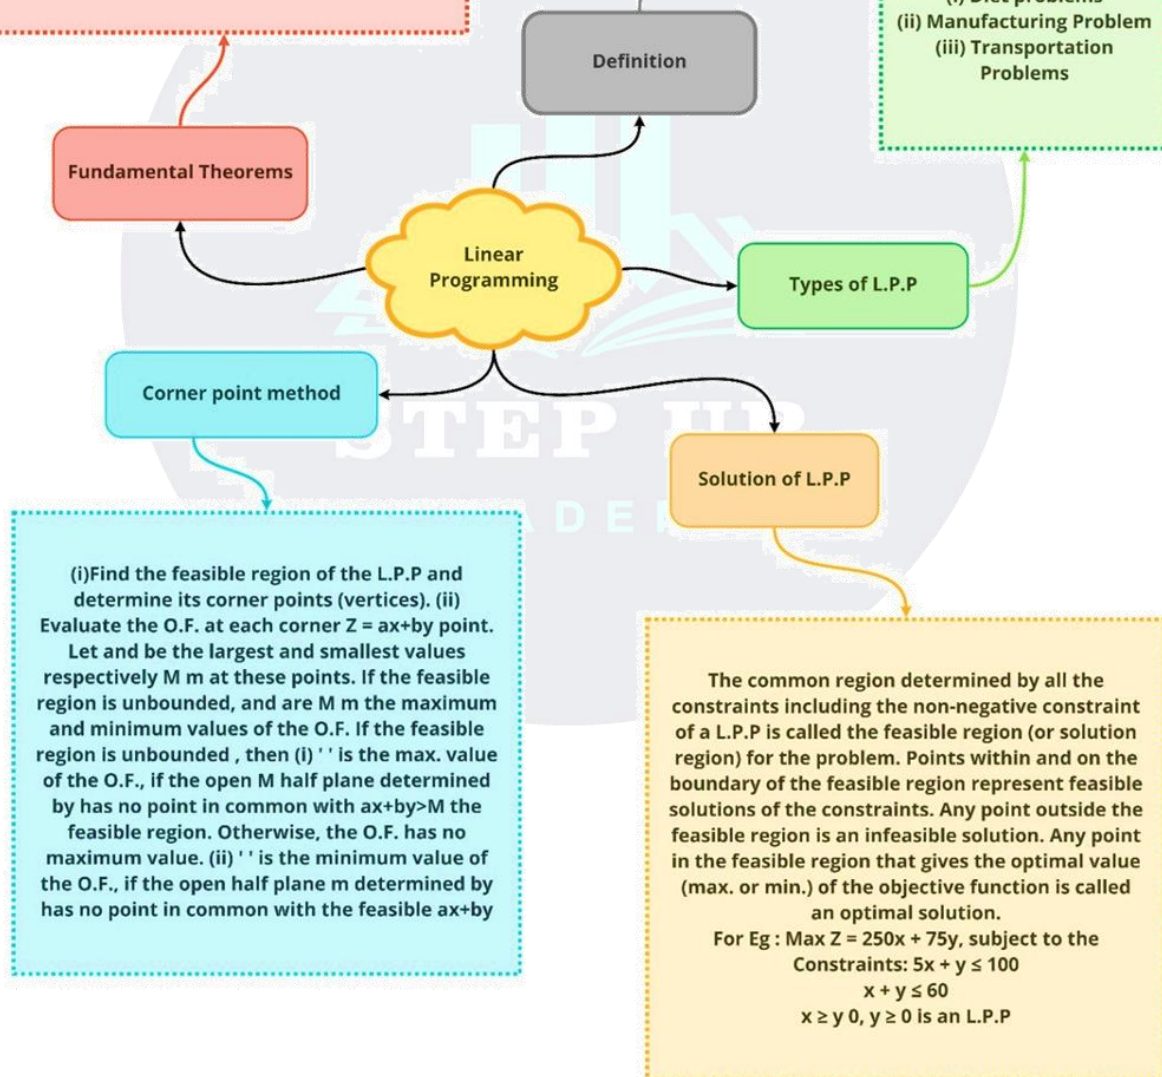 (i) Diet problems
(ii) Manufacturing Problem
(iii) Transportation
Problems
Definition
Fundamental Theorems
Linear
Programming
Types of L.P.P
Corner point method
STEP UP
ADE
Solution of L.P.P
(i)Find the feasible region of the L.P.P and
determine its corner points (vertices). (ii)
Evaluate the O.F. at each corner Z = ax+by point.
Let and be the largest and smallest values
respectively M m at these points. If the feasible
region is unbounded, and are M m the maximum
and minimum values of the O.F. If the feasible
region is unbounded , then (i) ' ' is the max. value
of the O.F., if the open M half plane determined
by has no point in common with ax+by>M the
feasible region. Otherwise, the O.F. has no
maximum value. (ii) ' ' is the minimum value of
the O.F., if the open half plane m determined by
has no point in common with the feasible ax+by
The common region determined by all the
constraints including the non-negative constraint
of a L.P.P is called the feasible region (or solution
region) for the problem. Points within and on the
boundary of the feasible region represent feasible
solutions of the constraints. Any point outside the
feasible region is an infeasible solution. Any point
in the feasible region that gives the optimal value
(max. or min.) of the objective function is called
an optimal solution.
For Eg : Max Z = 250x + 75y, subject to the
Constraints: 5x + y ≤ 100
x + y ≤ 60
x ≥ y 0, y ≥ 0 is an L.P.P